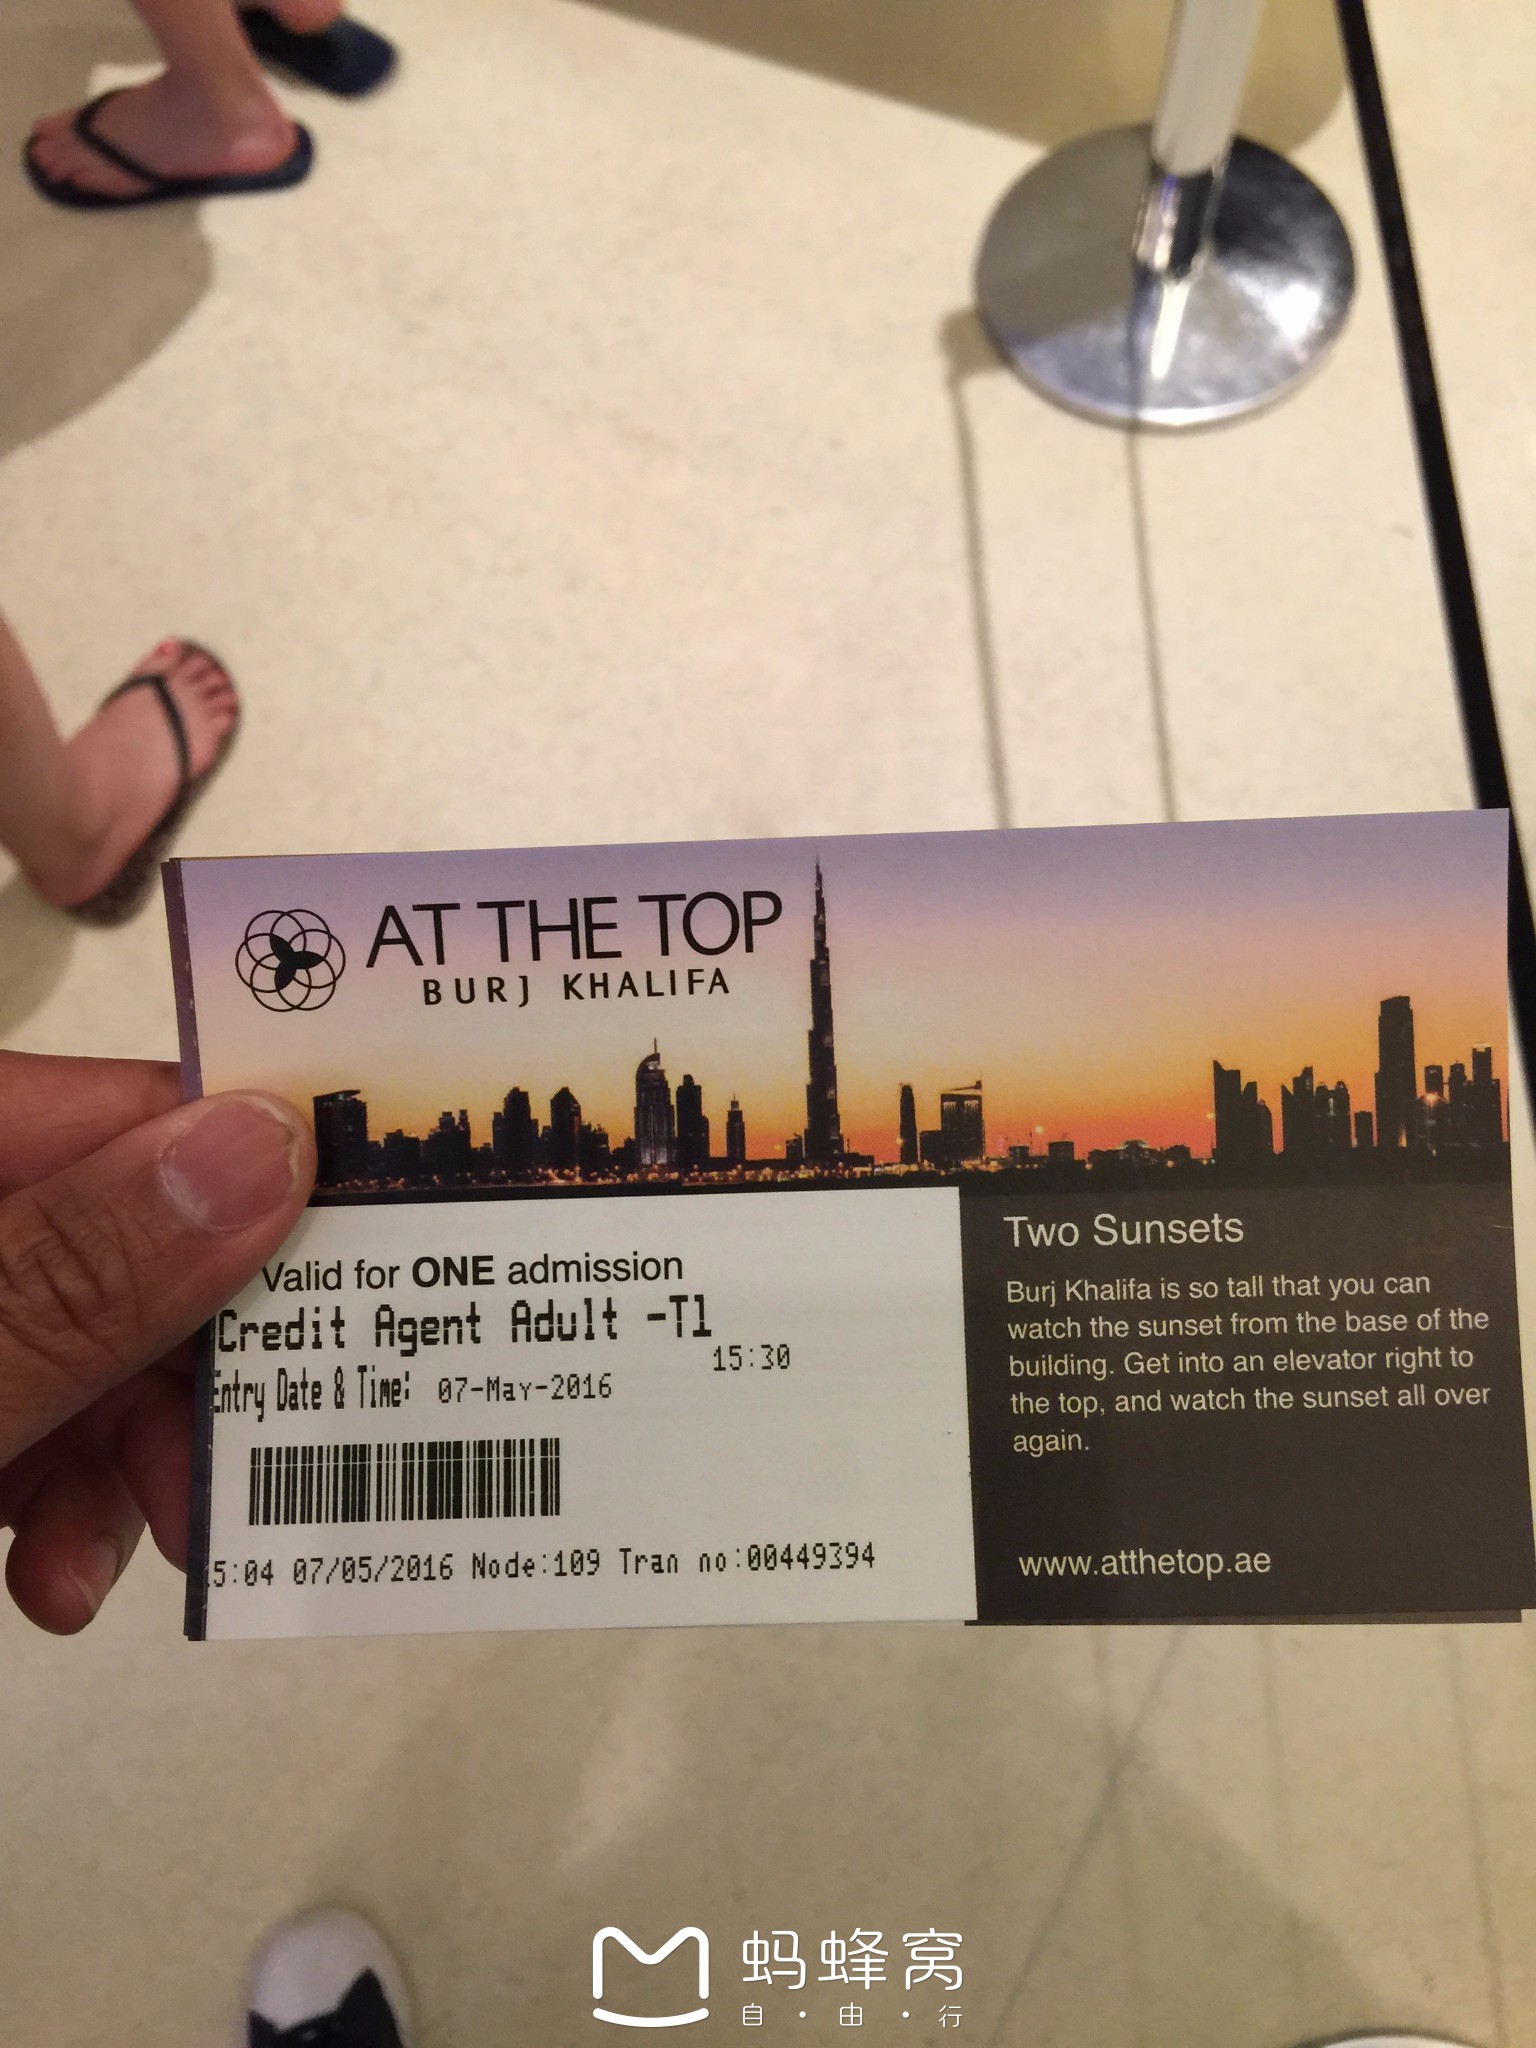 AT THE TOP
BURJ KHALIFA
Valid for ONE admission
Credit Agent Adult -T1
15:30
Entry Date & Time: 07-May-2016
5:04 07/05/2016 Node:109 Tran no:00449394
Two Sunsets
Burj Khalifa is so tall that you can
watch the sunset from the base of the
building. Get into an elevator right to
the top, and watch the sunset all over
again.
www.atthetop.ae
蚂蜂窝
自·由·行